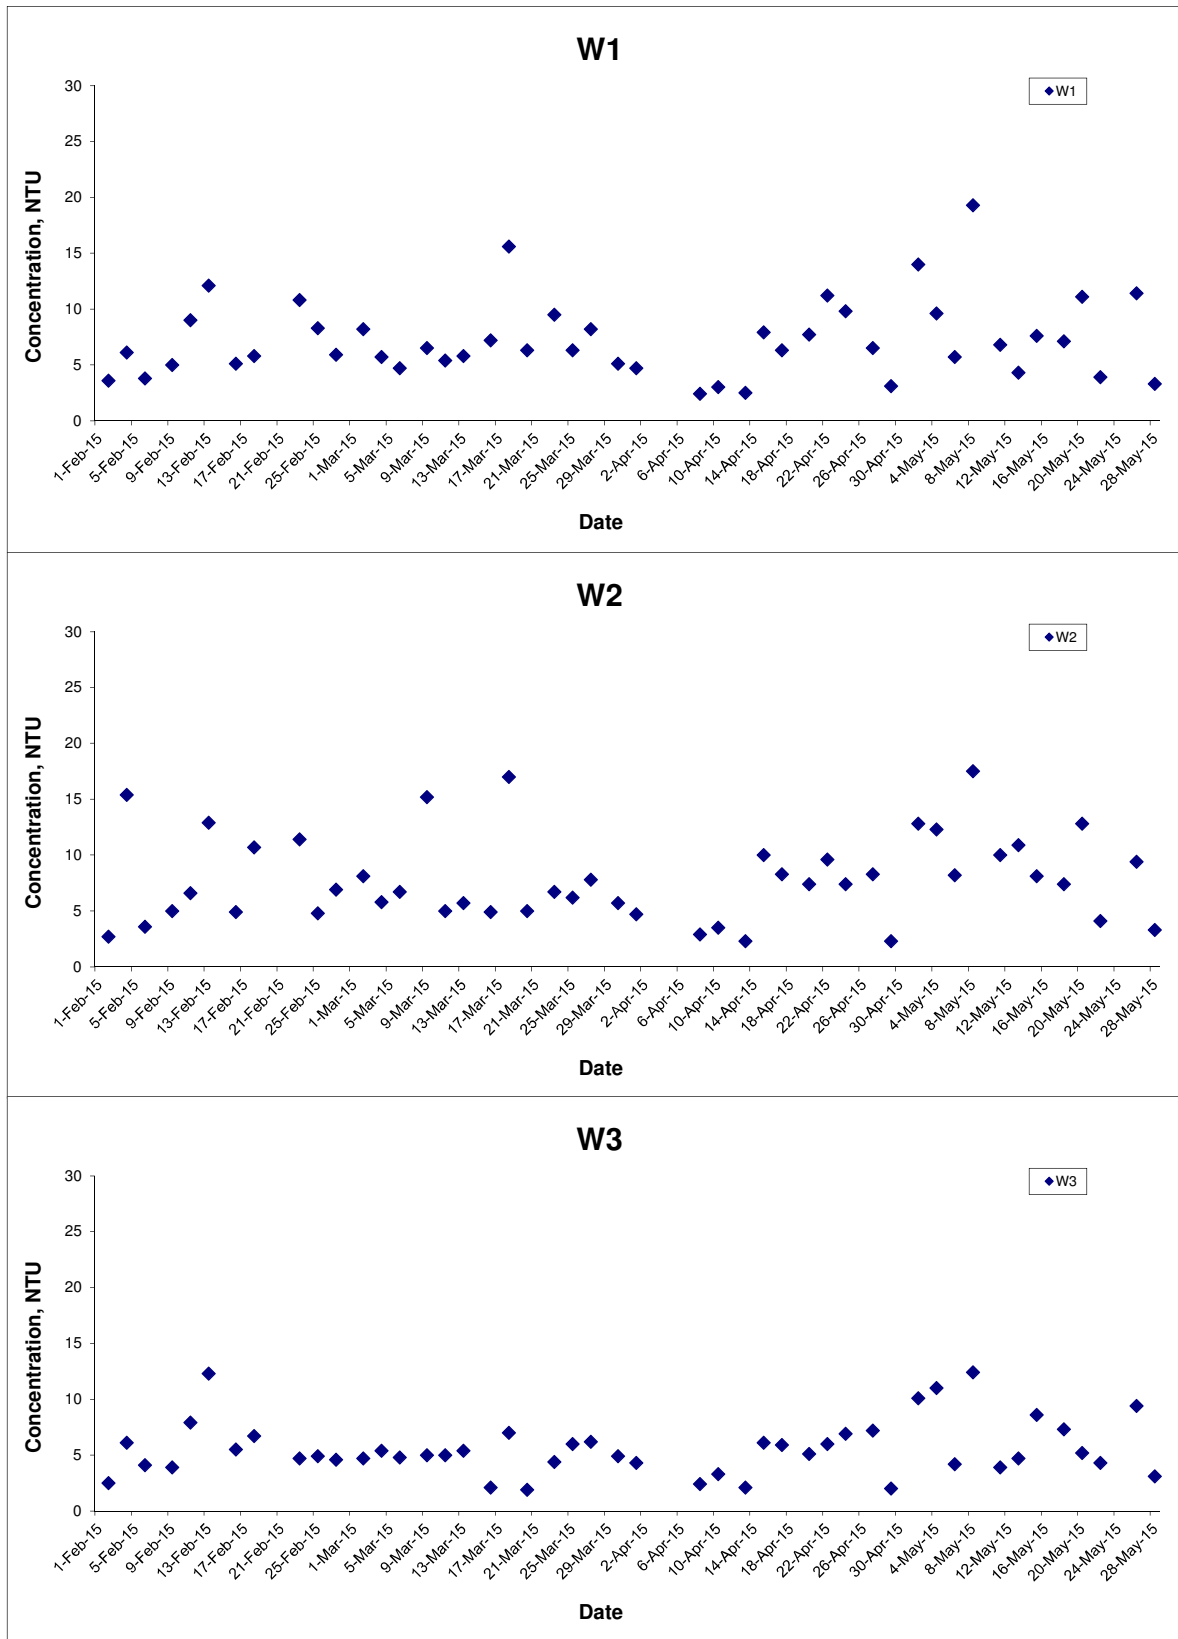 W1
W1
30
25
20
15
10
5
0
Concentration, NTU
1-Feb-15
5-Feb-15
9-Feb-15
13-Feb-15
17-Feb-15
21-Feb-15
25-Feb-15
1-Mar-15
5-Mar-15
9-Mar-15
13-Mar-15
17-Mar-15
21-Mar-15
25-Mar-15
29-Mar-15
2-Apr-15
6-Apr-15
10-Apr-15
14-Apr-15
18-Apr-15
22-Apr-15
26-Apr-15
30-Apr-15
4-May-15
8-May-15
12-May-15
16-May-15
20-May-15
24-May-15
28-May-15
Date
W2
W2
30
25
20
15
10
5
0
Concentration, NTU
1-Feb-15
5-Feb-15
9-Feb-15
13-Feb-15
17-Feb-15
21-Feb-15
25-Feb-15
1-Mar-15
5-Mar-15
9-Mar-15
13-Mar-15
17-Mar-15
21-Mar-15
25-Mar-15
29-Mar-15
2-Apr-15
6-Apr-15
10-Apr-15
14-Apr-15
18-Apr-15
22-Apr-15
26-Apr-15
30-Apr-15
4-May-15
8-May-15
12-May-15
16-May-15
20-May-15
24-May-15
28-May-15
Date
W3
W3
30
25
20
15
10
5
0
Concentration, NTU
1-Feb-15
5-Feb-15
9-Feb-15
13-Feb-15
17-Feb-15
21-Feb-15
25-Feb-15
1-Mar-15
5-Mar-15
9-Mar-15
13-Mar-15
17-Mar-15
21-Mar-15
25-Mar-15
29-Mar-15
2-Apr-15
6-Apr-15
10-Apr-15
14-Apr-15
18-Apr-15
22-Apr-15
26-Apr-15
30-Apr-15
4-May-15
8-May-15
12-May-15
16-May-15
20-May-15
24-May-15
28-May-15
Date